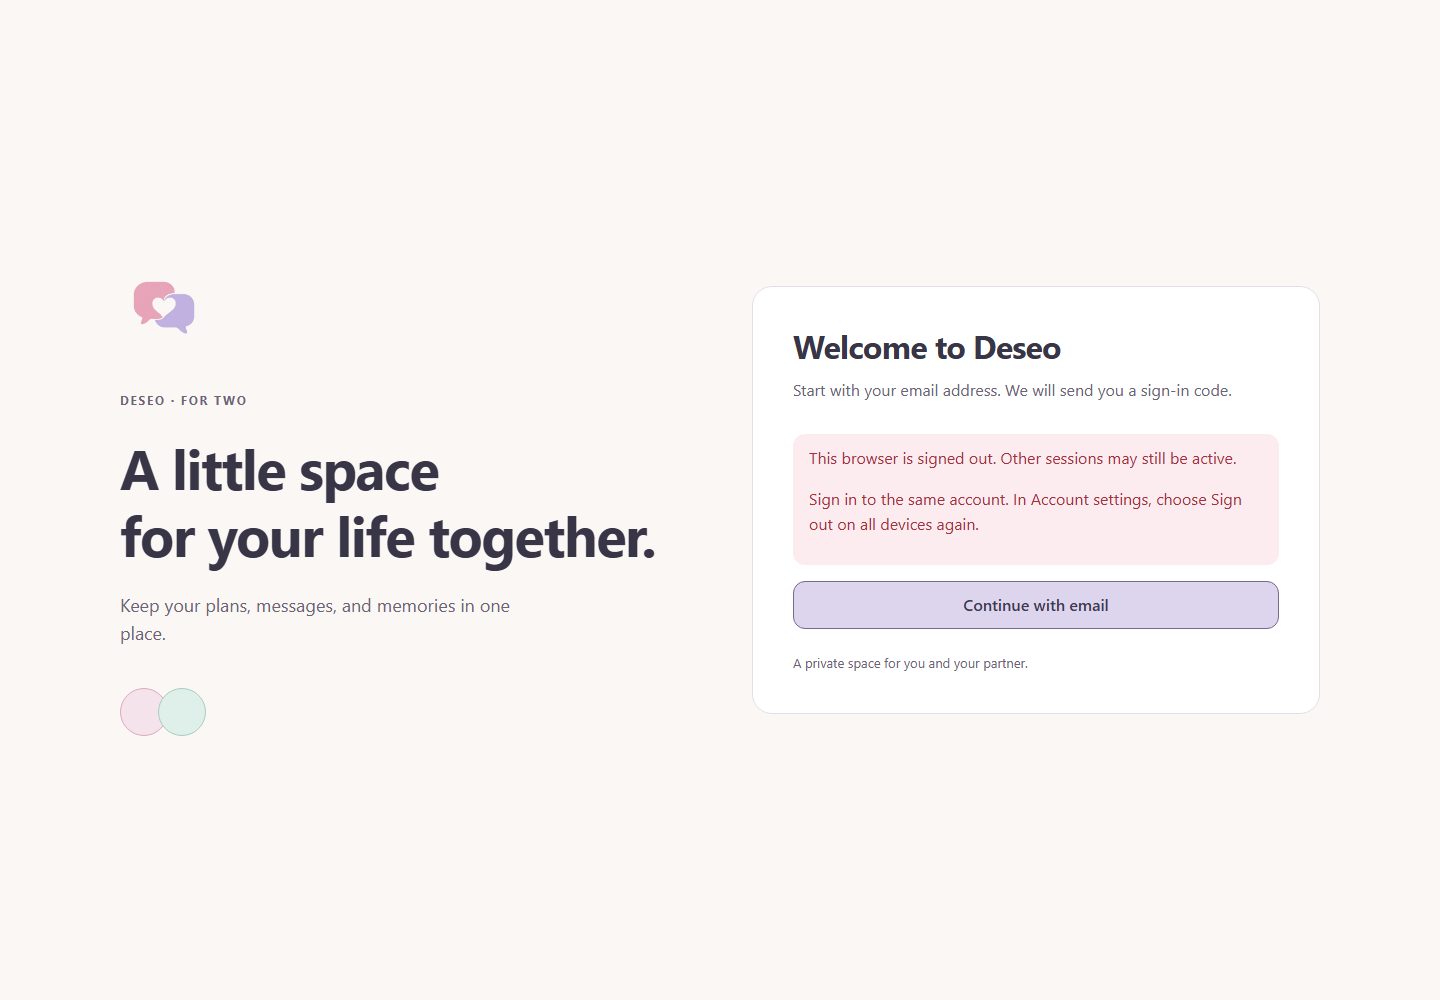 DESEO · FOR TWO
A little space
for your life together.
Keep your plans, messages, and memories in one
place.
Welcome to Deseo
Start with your email address. We will send you a sign-in code.
This browser is signed out. Other sessions may still be active.
Sign in to the same account. In Account settings, choose Sign
out on all devices again.
Continue with email
A private space for you and your partner.